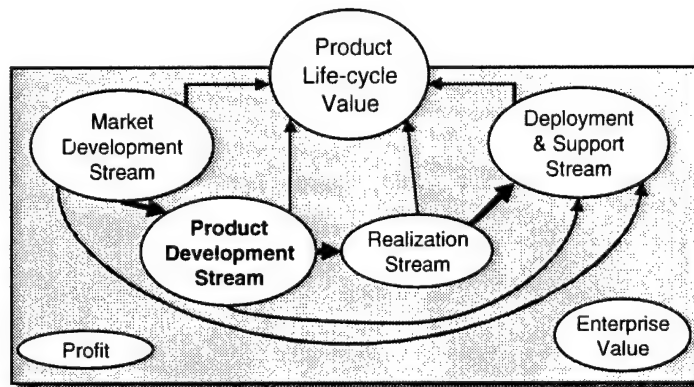 Product
Life-cycle
Value
Market
Development
Stream
Deployment
& Support
Stream
Product
Development
Stream
Realization
Stream
Profit
Enterprise
Value